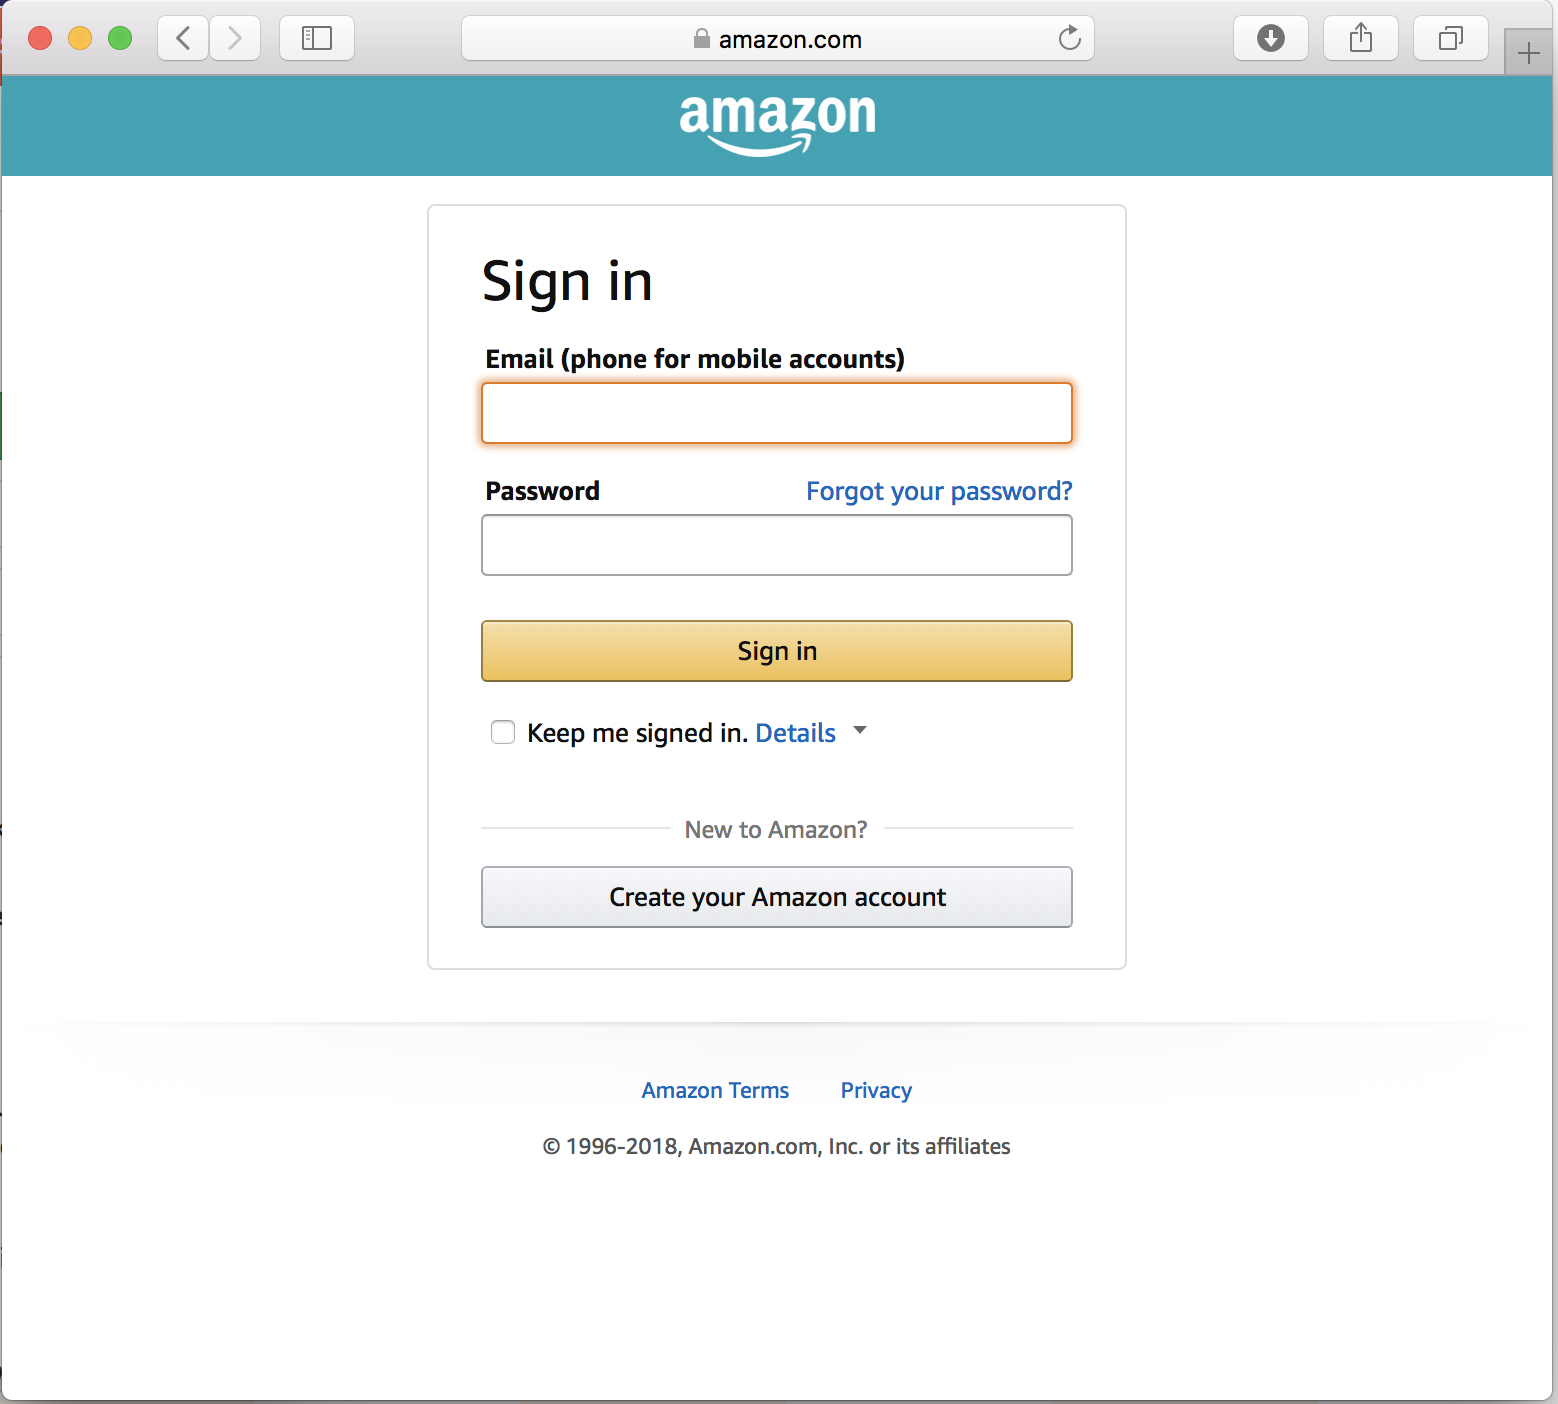 amazon.com
amazon
Sign in
Email (phone for mobile accounts)
Password Forgot your password?
Sign in
Keep me signed in. Details
New to Amazon?
Create your Amazon account
Amazon Terms Privacy
© 1996-2018, Amazon.com, Inc. or its affiliates